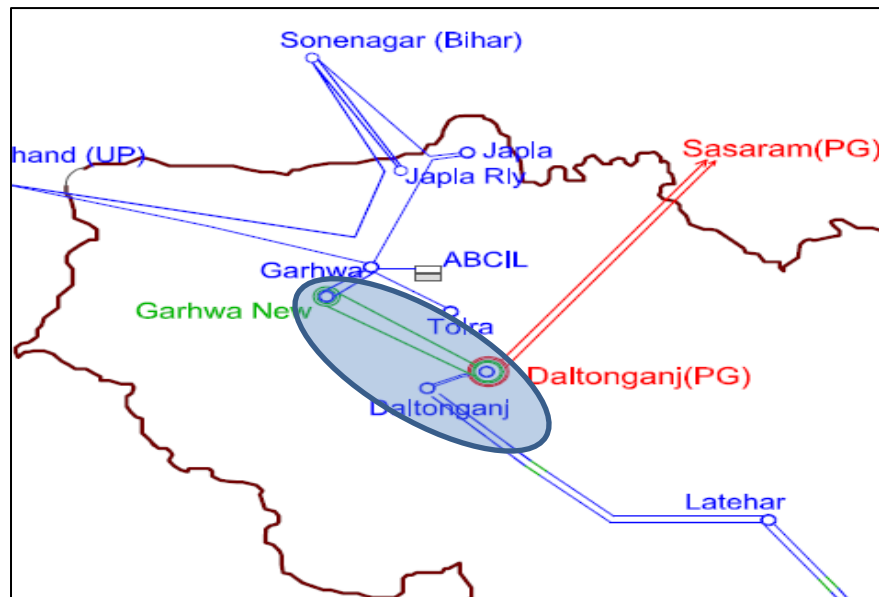 Sonenagar (Bihar)
hand (UP)
Japla
Japla Rly
Sasaram(PG)
Garhwa
ABCIL
Garhwa New
Tolra
Daltonganj(PG)
Daltonganj
Latehar